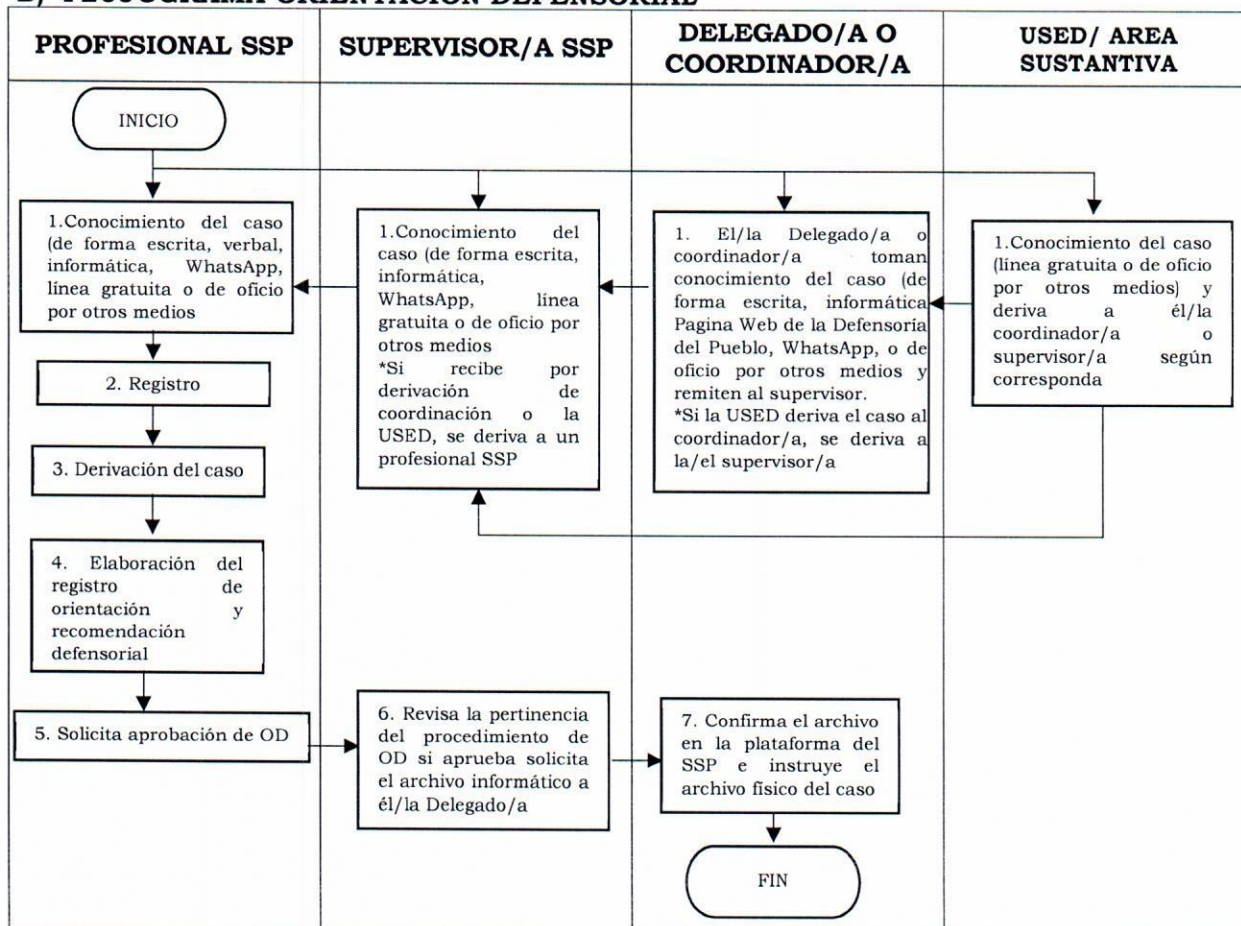 B) FLUJOGRAMA ORIENTACIÓN DEFENSORIAL
PROFESIONAL SSP
SUPERVISOR/A SSP
DELEGADO/A O
COORDINADOR/A
USED/ AREA
SUSTANTIVA
INICIO
1.Conocimiento del caso
(de forma escrita, verbal,
informática, WhatsApp,
línea gratuita o de oficio
por otros medios
1.Conocimiento del
caso (de forma escrita,
informática,
WhatsApp, línea
gratuita o de oficio por
otros medios
*Si recibe por
derivación de
coordinación o la
USED, se deriva a un
profesional SSP
1. El/la Delegado/a o
coordinador/a toman
conocimiento del caso (de
forma escrita, informática
Pagina Web de la Defensoría
del Pueblo, WhatsApp, o de
oficio por otros medios y
remiten al supervisor.
*Si la USED deriva el caso al
coordinador/a, se deriva a
la/el supervisor/a
1.Conocimiento del caso
(línea gratuita o de oficio
por otros medios) y
deriva a él/la
coordinador/a o
supervisor/a según
corresponda
2. Registro
3. Derivación del caso
4. Elaboración del
registro de
orientación y
recomendación
defensorial
5. Solicita aprobación de OD
6. Revisa la pertinencia
del procedimiento de
OD si aprueba solicita
el archivo informático a
él/la Delegado/a
7. Confirma el archivo
en la plataforma del
SSP e instruye el
archivo físico del caso
FIN